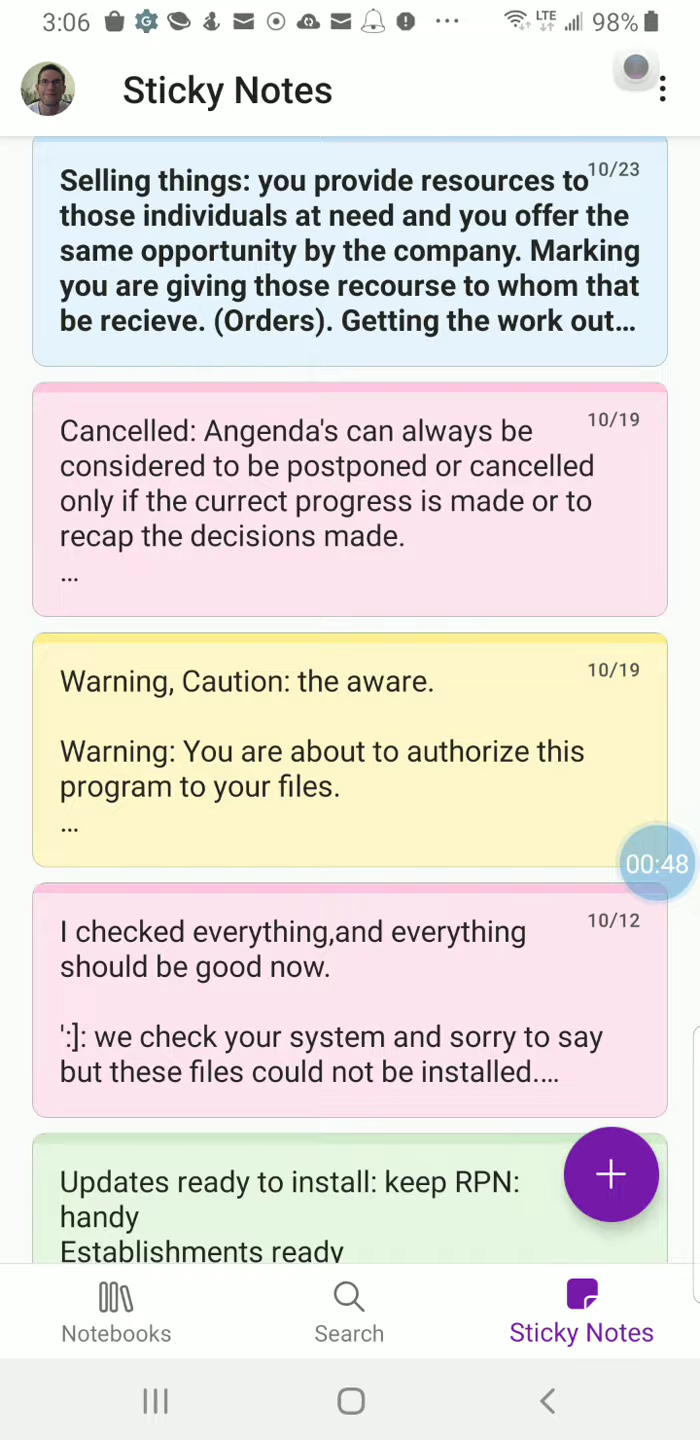 3:06
LTE
98%
Sticky Notes
10/23
Selling things: you provide resources to
those individuals at need and you offer the
same opportunity by the company. Marking
you are giving those recourse to whom that
be recieve. (Orders). Getting the work out...
10/19
Cancelled: Angenda's can always be
considered to be postponed or cancelled
only if the currect progress is made or to
recap the decisions made.
...
10/19
Warning, Caution: the aware.
Warning: You are about to authorize this
program to your files.
...
00:48
10/12
I checked everything,and everything
should be good now.
':]: we check your system and sorry to say
but these files could not be installed....
Updates ready to install: keep RPN:
handy
Establishments ready
Notebooks
Search
Sticky Notes